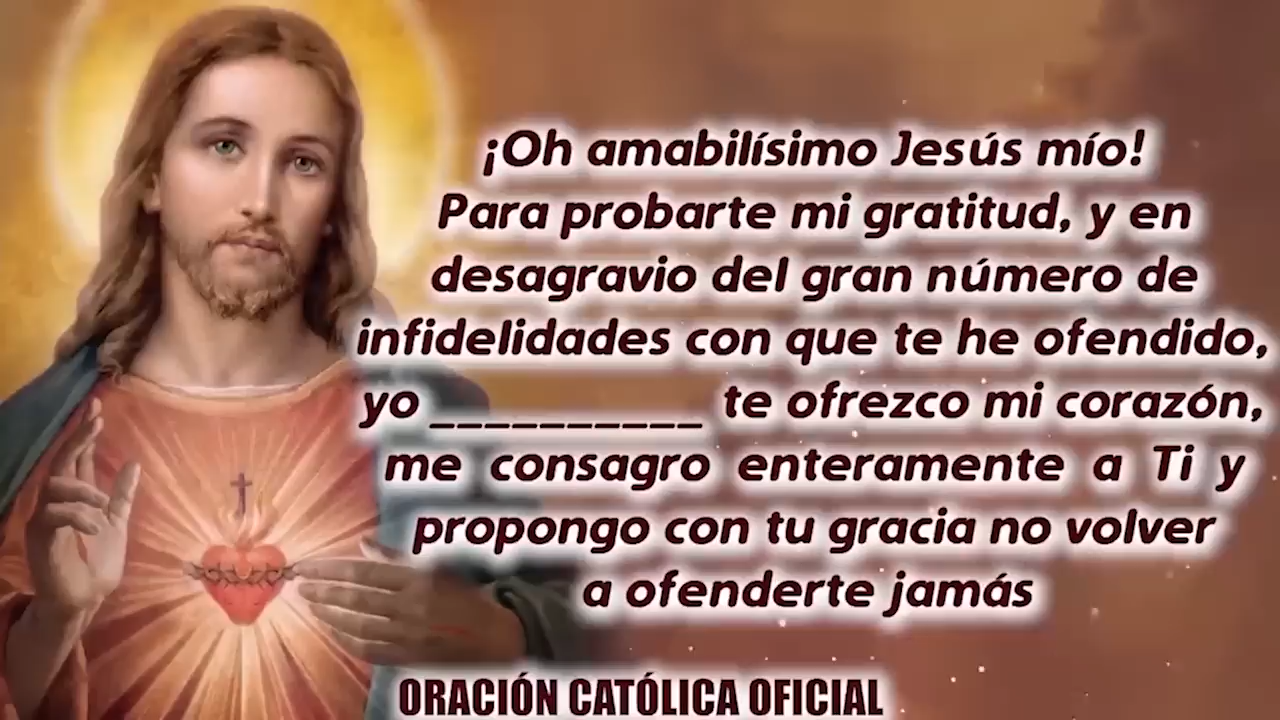 ¡Oh amabilísimo Jesús mío!
Para probarte mi gratitud, y en
desagravio del gran número de
infidelidades con que te he ofendido,
yo __________ te ofrezco mi corazón,
me consagro enteramente a Ti y
propongo con tu gracia no volver
a ofenderte jamás
ORACIÓN CATÓLICA OFICIAL